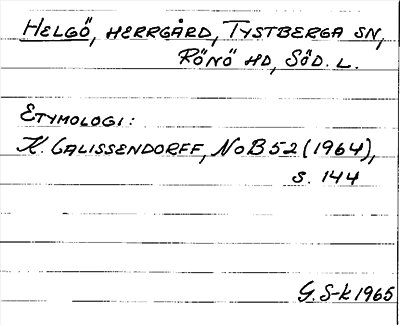 HELGÖ, HERRGÅRD, TYSTBERGA SN,
RÖNÖ HD, SÖD. L.
ETYMOLOGI:
K. CALISSENDORFF, NoB 52 (1964),
S. 144
G. S-k 1965